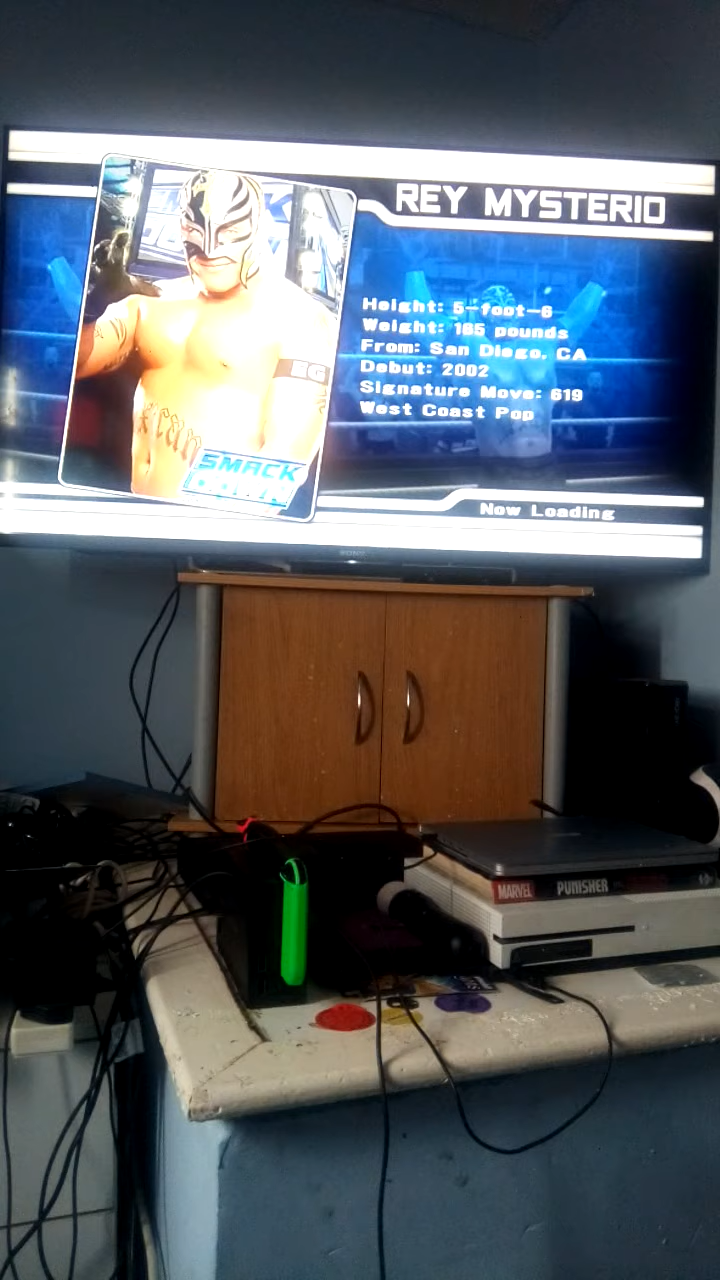 REY MYSTERIO
Height: 5-foot-6
Weight: 165 pounds
From: San Diego, CA
Debut: 2002
Signature Move: 619
West Coast Pop
SMACK
Now Loading
SONY
MARVEL PUNISHER